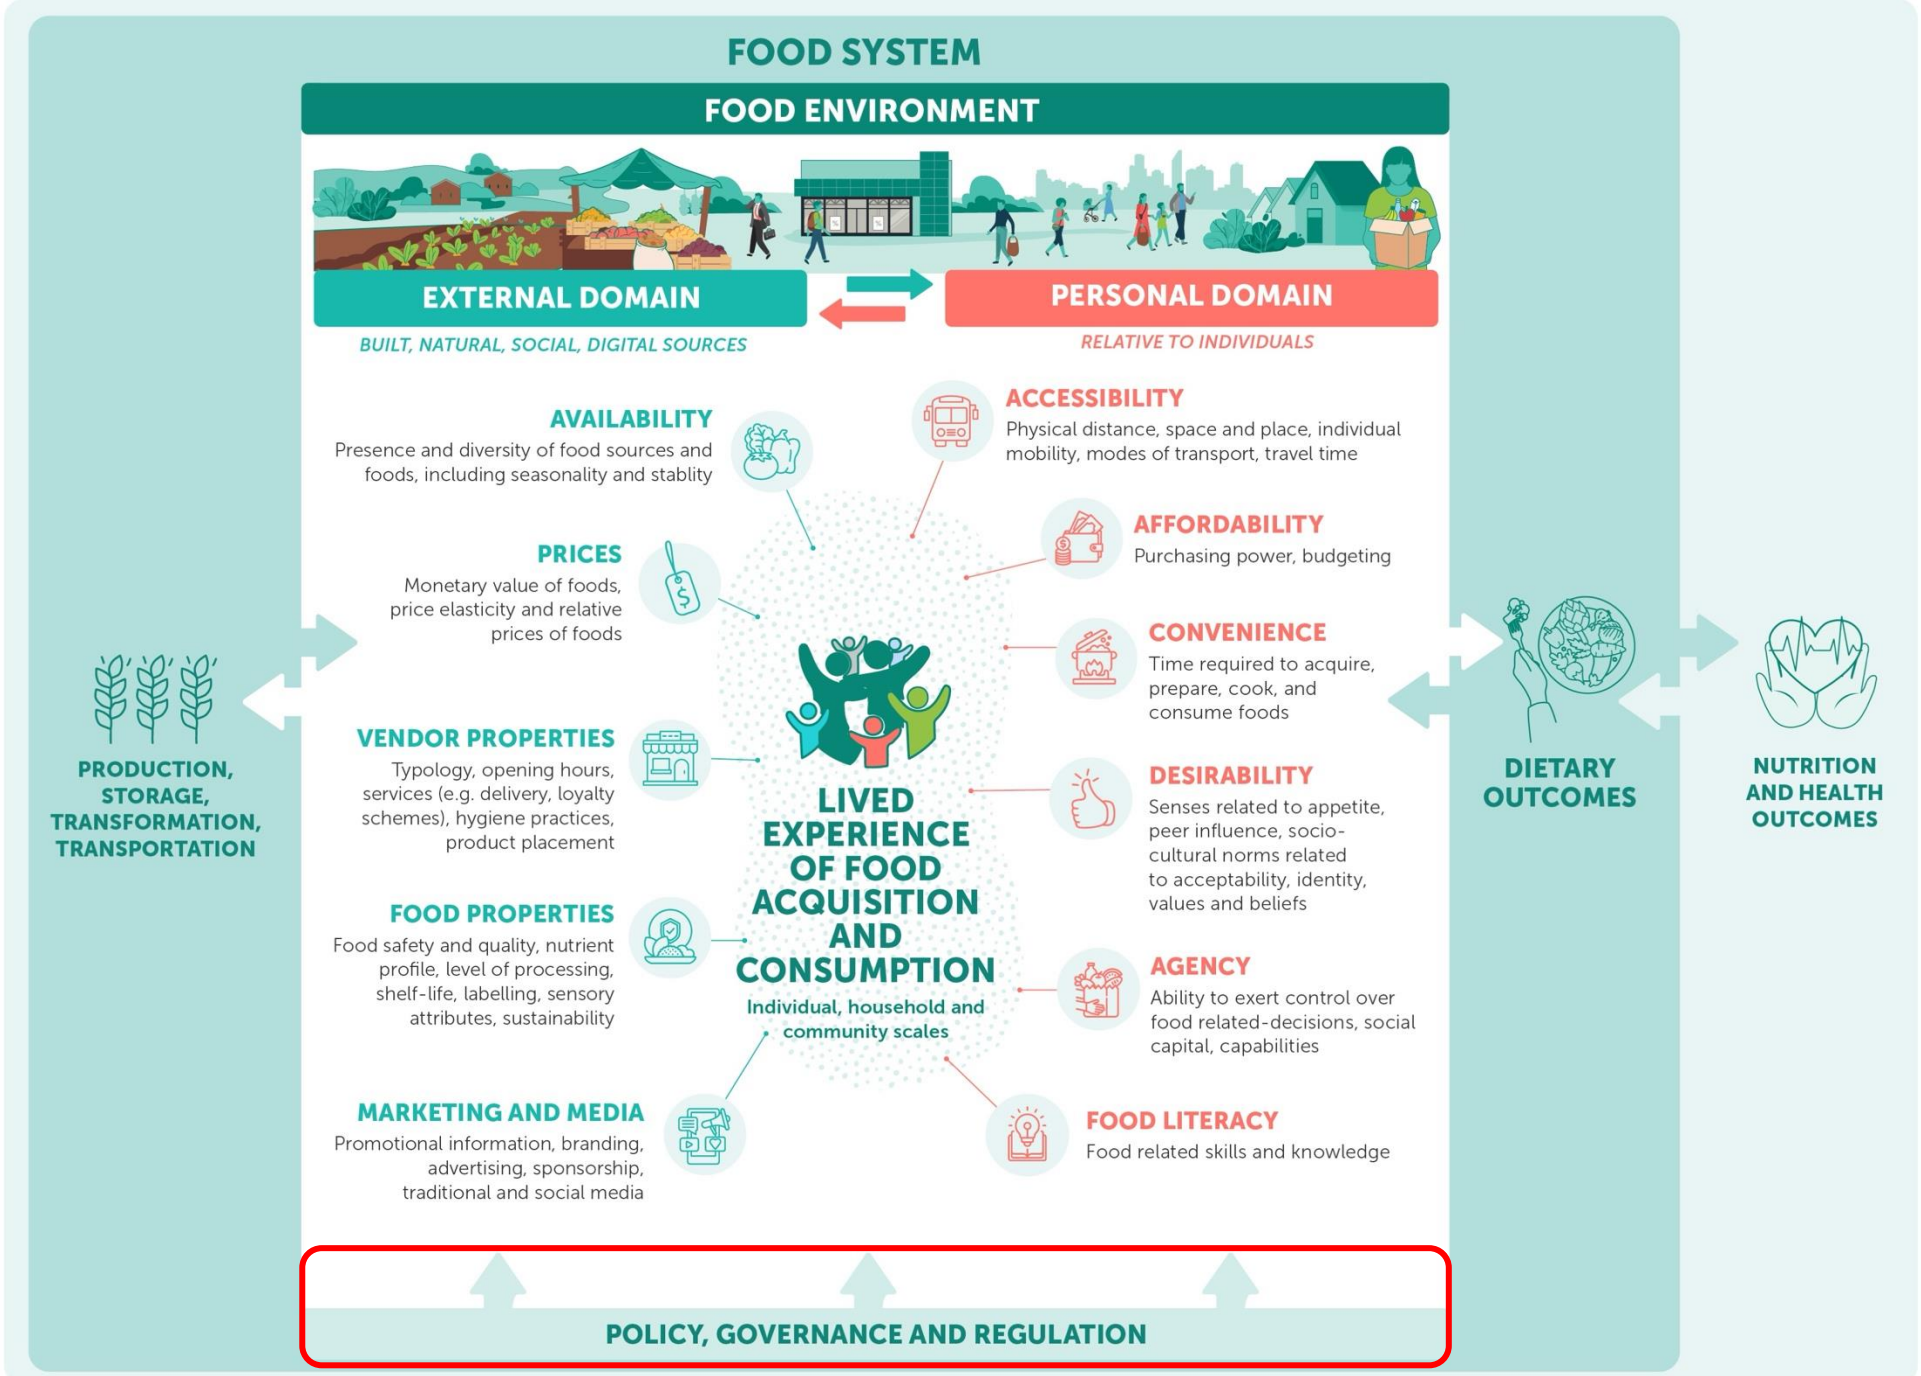 FOOD SYSTEM
FOOD ENVIRONMENT
EXTERNAL DOMAIN
BUILT, NATURAL, SOCIAL, DIGITAL SOURCES
PERSONAL DOMAIN
RELATIVE TO INDIVIDUALS
AVAILABILITY
Presence and diversity of food sources and
foods, including seasonality and stablity
PRICES
Monetary value of foods,
price elasticity and relative
prices of foods
VENDOR PROPERTIES
Typology, opening hours,
services (e.g. delivery, loyalty
schemes), hygiene practices,
product placement
FOOD PROPERTIES
Food safety and quality, nutrient
profile, level of processing,
shelf-life, labelling, sensory
attributes, sustainability
MARKETING AND MEDIA
Promotional information, branding,
advertising, sponsorship,
traditional and social media
LIVED
EXPERIENCE
OF FOOD
ACQUISITION
AND
CONSUMPTION
Individual, household and
community scales
ACCESSIBILITY
Physical distance, space and place, individual
mobility, modes of transport, travel time
AFFORDABILITY
Purchasing power, budgeting
CONVENIENCE
Time required to acquire,
prepare, cook, and
consume foods
DESIRABILITY
Senses related to appetite,
peer influence, socio-
cultural norms related
to acceptability, identity,
values and beliefs
AGENCY
Ability to exert control over
food related-decisions, social
capital, capabilities
FOOD LITERACY
Food related skills and knowledge
PRODUCTION,
STORAGE,
TRANSFORMATION,
TRANSPORTATION
DIETARY
OUTCOMES
NUTRITION
AND HEALTH
OUTCOMES
POLICY, GOVERNANCE AND REGULATION